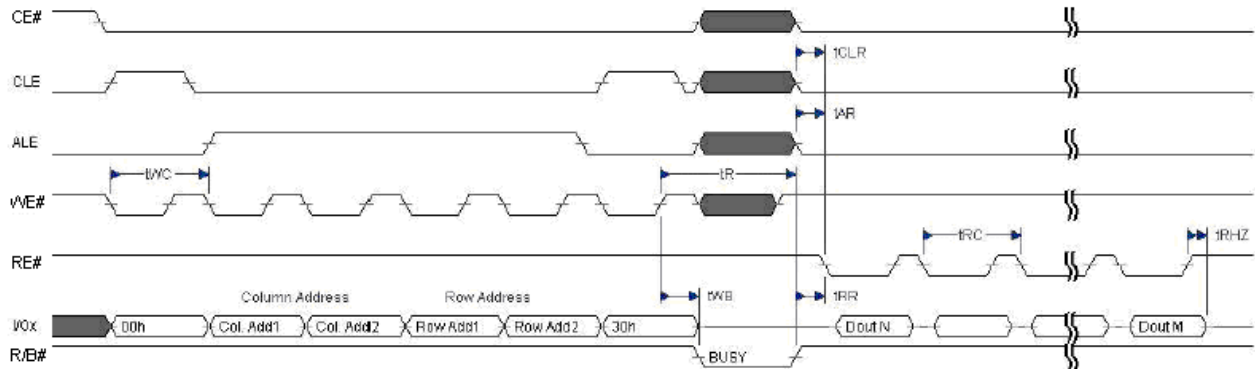 CE#
tCLR
CLE
tAR
ALE
tWC
tR
WE#
tRC
tRHZ
RE#
Column Address Row Address tWB tRR
I/Ox 00h Col. Add1 Col. Add2 Row Add1 Row Add2 30h Dout N Dout M
R/B# BUSY